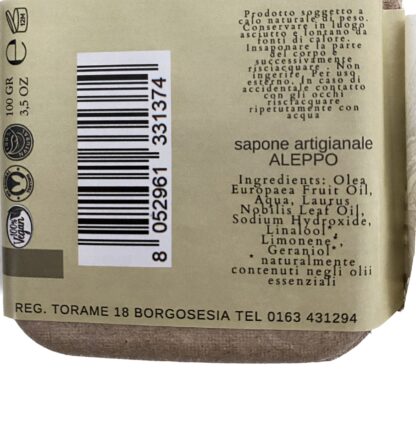 Prodotto soggetto a
calo naturale di peso.
Conservare in luogo
asciutto e lontano da
fonti di calore.
Insaponare la parte
del corpo e
successivamente
risciacquare . Non
ingerire. Per uso
esterno. In caso di
accidentale contatto
con gli occhi
risciacquare
ripetutamente con
acqua
sapone artigianale
ALEPPO
Ingredients: Olea
Europaea Fruit Oil,
Aqua, Laurus
Nobilis Leaf Oil,
Sodium Hydroxide,
Linalool*,
Limonene*,
Geraniol*
* naturalmente
contenuti negli olii
essenziali
12M
100 GR e
3,5 OZ
100%
Vegan
8 052961 331374
REG. TORAME 18 BORGOSESIA TEL 0163 431294